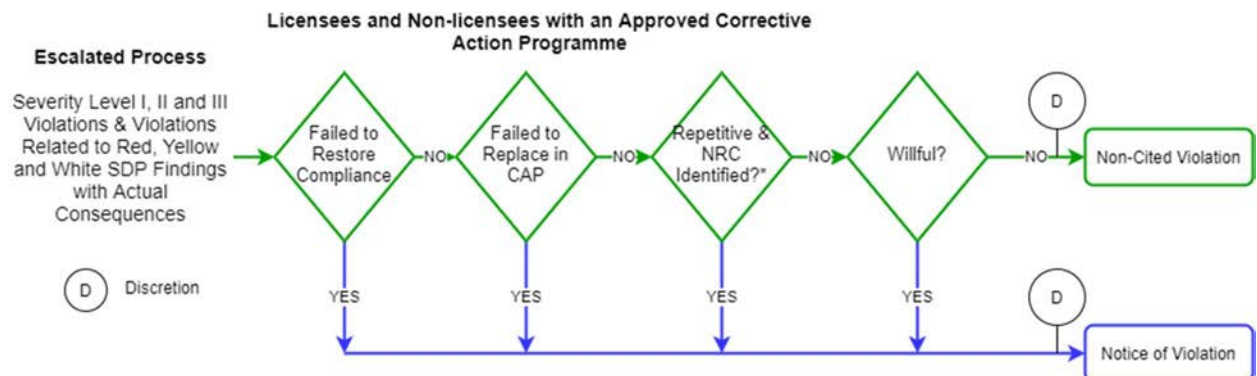 Licensees and Non-licensees with an Approved Corrective
Action Programme
Escalated Process
Severity Level I, II and III
Violations & Violations
Related to Red, Yellow
and White SDP Findings
with Actual
Consequences
Failed to
Restore
Compliance
NO
Failed to
Replace in
CAP
NO
Repetitive &
NRC
Identified?*
NO
Willful?
NO
D
Non-Cited Violation
D
Discretion
YES
YES
YES
YES
D
Notice of Violation